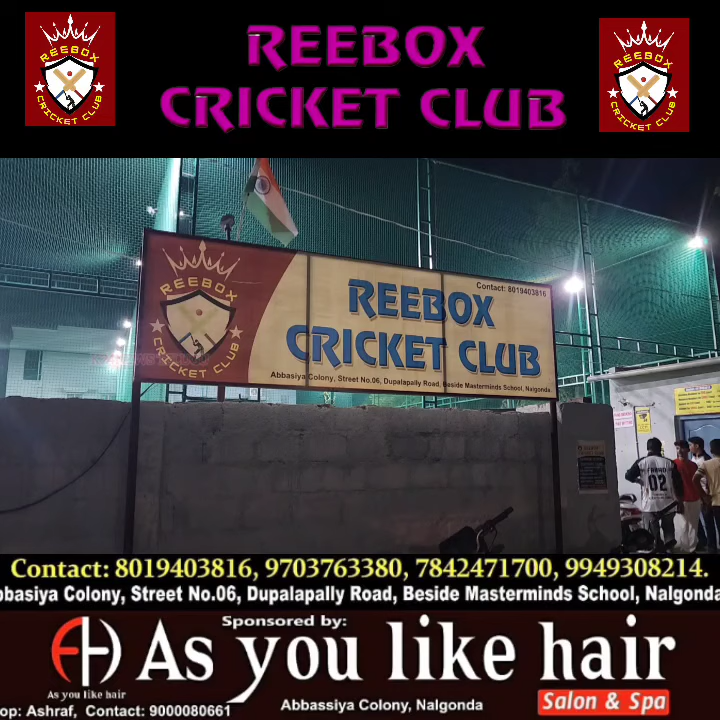 REEBOX
CRICKET CLUB
REEBOX
CRICKET CLUB
REEBOX
CRICKET CLUB
Contact: 8019403816
REEBOX
CRICKET CLUB
REEBOX
CRICKET CLUB
Abbasiya Colony, Street No.06, Dupalapally Road, Beside Masterminds School, Nalgonda
02
Contact: 8019403816, 9703763380, 7842471700, 9949308214.
bbasiya Colony, Street No.06, Dupalapally Road, Beside Masterminds School, Nalgonda
Sponsored by:
AH As you like hair
As you like hair
Salon & Spa
op: Ashraf, Contact: 9000080661
Abbassiya Colony, Nalgonda